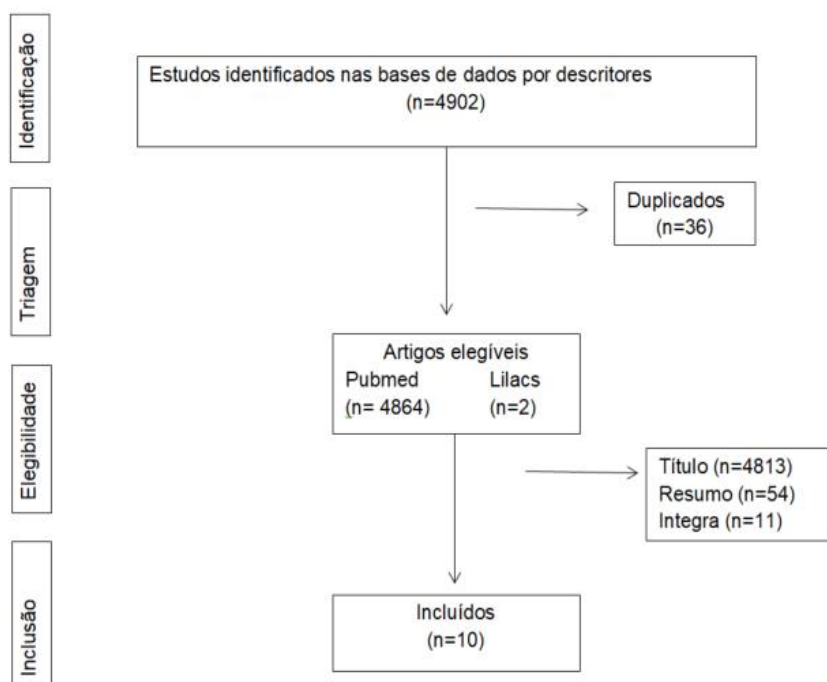 Identificação
Estudos identificados nas bases de dados por descritores
(n=4902)
Triagem
Duplicados
(n=36)
Elegibilidade
Artigos elegíveis
Pubmed Lilacs
(n= 4864) (n=2)
Título (n=4813)
Resumo (n=54)
Integra (n=11)
Inclusão
Incluídos
(n=10)